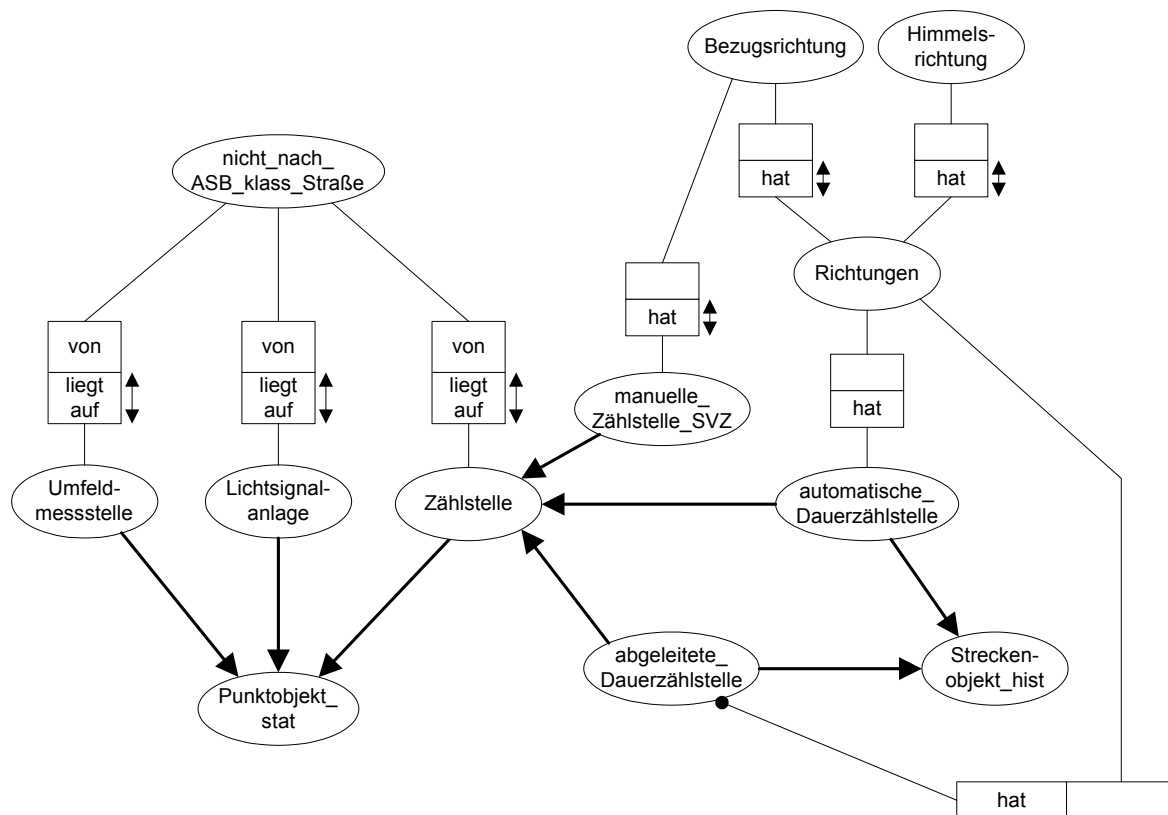 Bezugsrichtung
Himmels-
richtung
nicht_nach_
ASB_klass_Straße
hat
hat
Richtungen
hat
von
von
von
liegt
auf
liegt
auf
liegt
auf
manuelle_
Zählstelle_SVZ
hat
Umfeld-
messstelle
Lichtsignal-
anlage
Zählstelle
automatische_
Dauerzählstelle
abgeleitete_
Dauerzählstelle
Strecken-
objekt_hist
Punktobjekt_
stat
hat